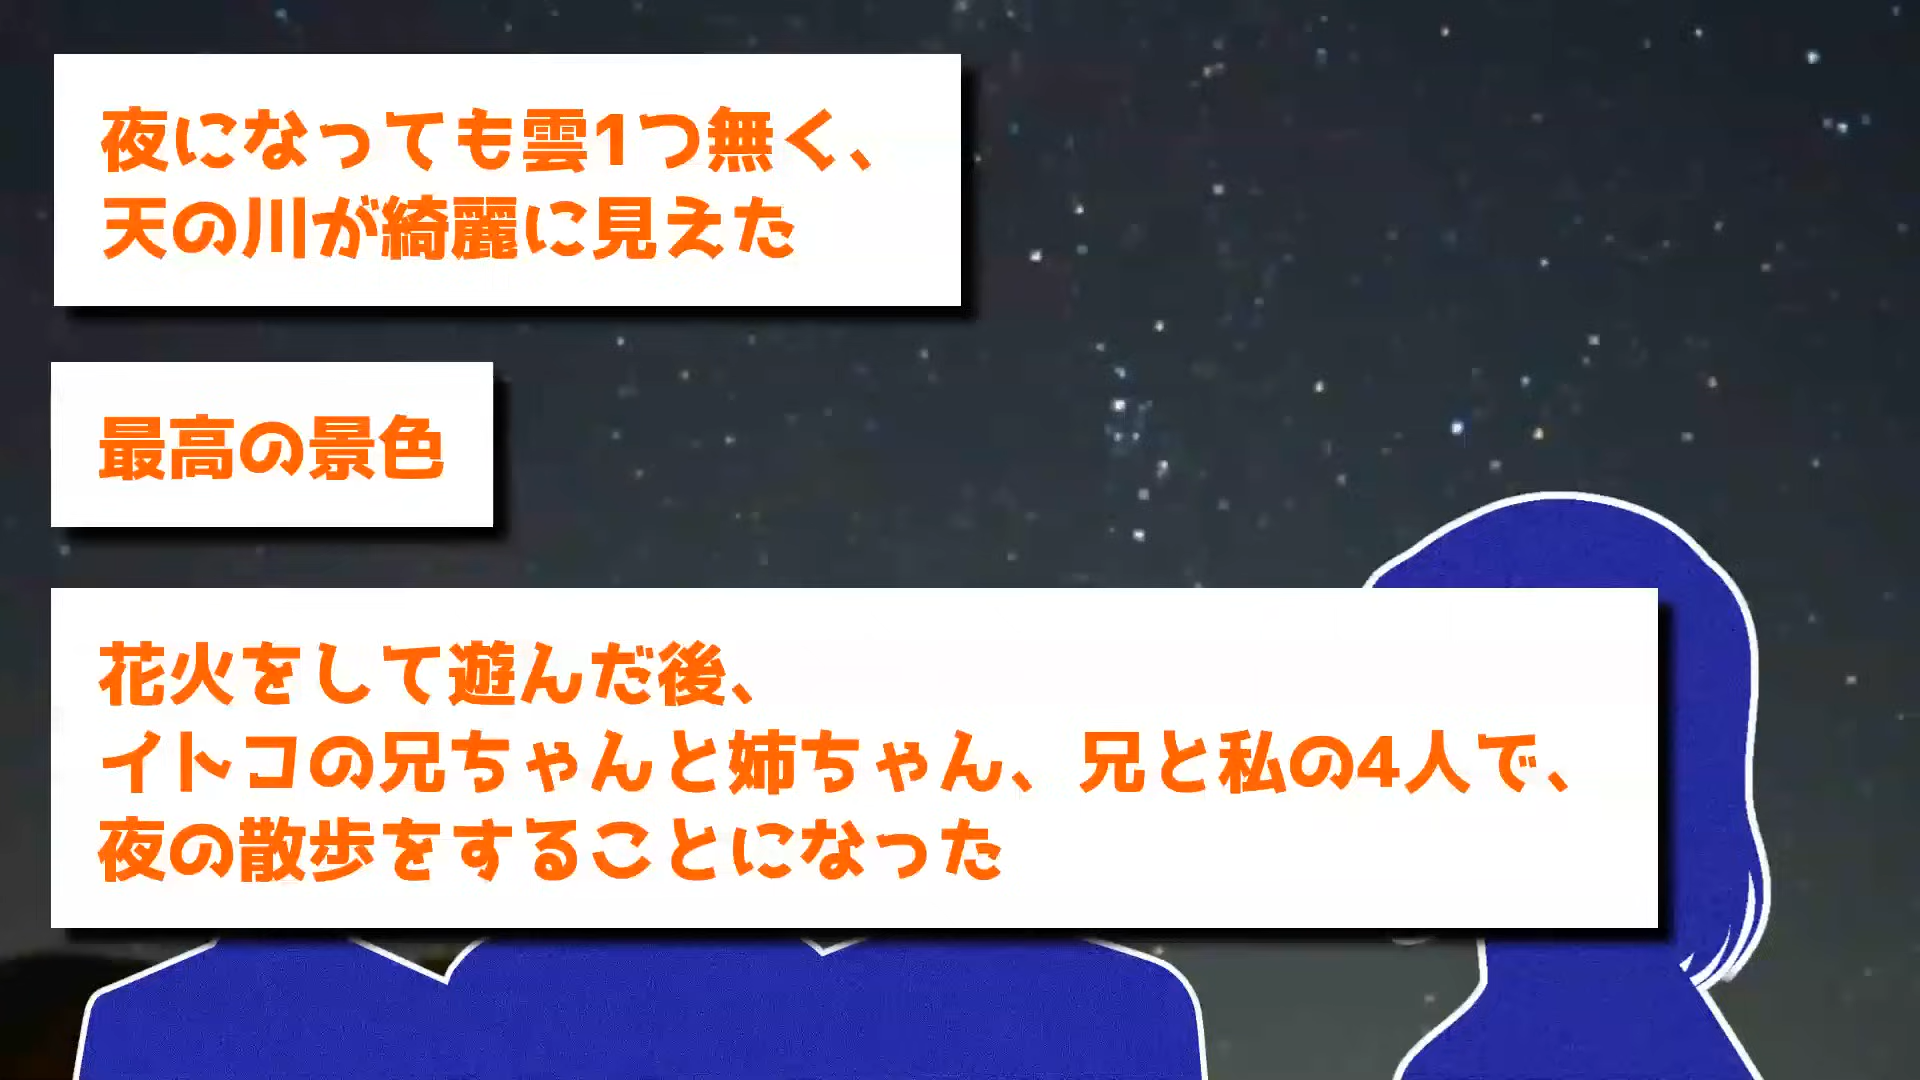 夜になっても雲1つ無く、
天の川が綺麗に見えた
最高の景色
花火をして遊んだ後、
イトコの兄ちゃんと姉ちゃん、兄と私の4人で、
夜の散歩をすることになった